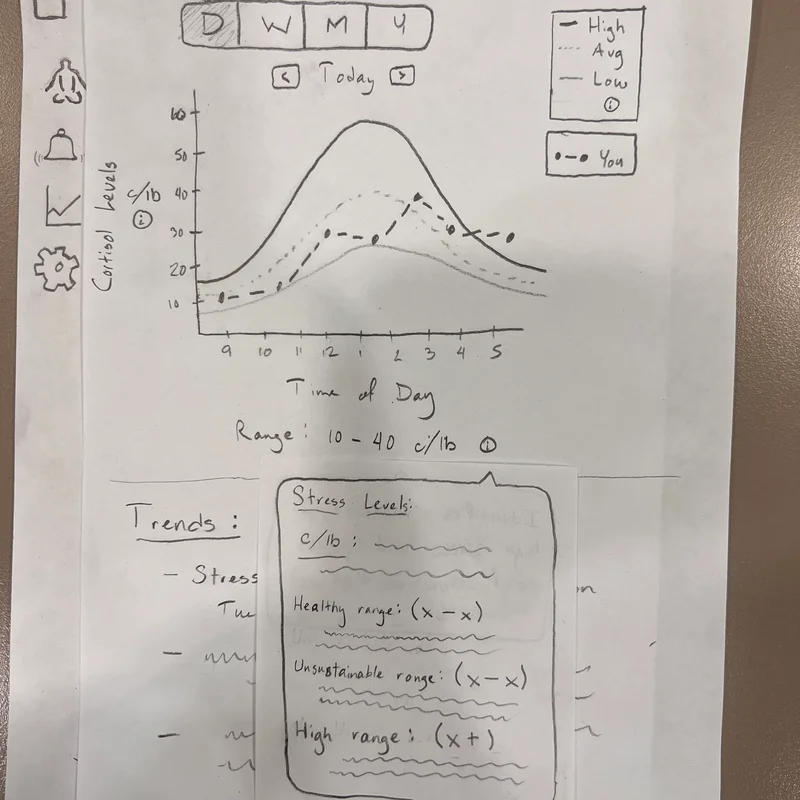 D W M Y
< Today >
High
Avg
Low
i
You
Cortisol Levels
c/lb
i
60
50
40
30
20
10
9 10 11 12 1 2 3 4 5
Time of Day
Range: 10 - 40 c/lb i
Trends:
- Stress
Stress Levels:
c/lb:
Healthy range: (x - x)
Unsustainable range: (x - x)
High range: (x+)